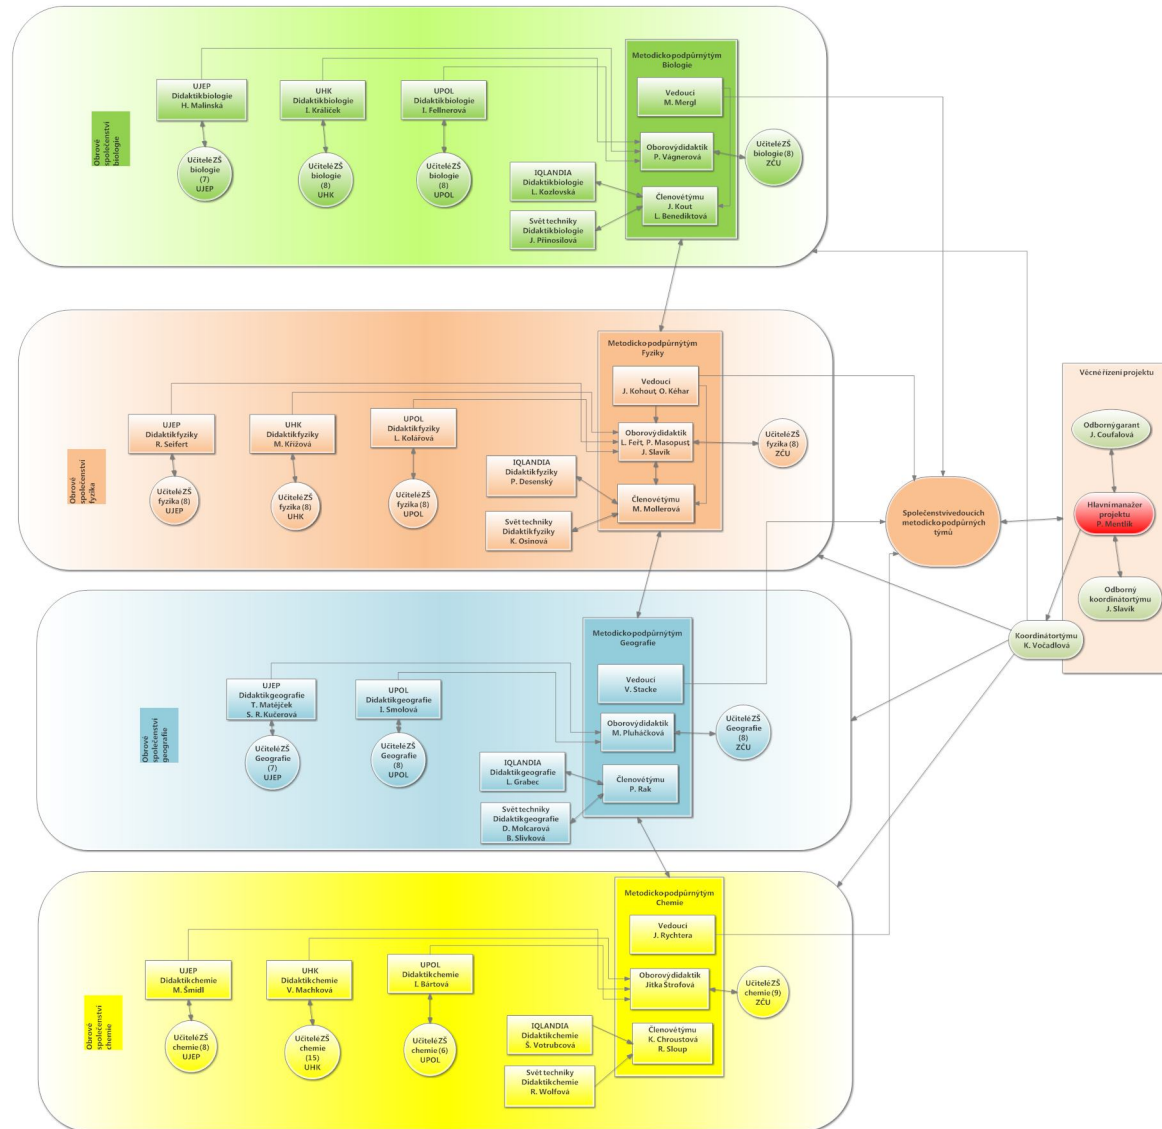 Obrové
společenství
biologie
UJEP
Didaktik biologie
H. Malinská
UHK
Didaktik biologie
I. Králíček
UPOL
Didaktik biologie
I. Fellnerová
Učitelé ZŠ
biologie
(7)
UJEP
Učitelé ZŠ
biologie
(8)
UHK
Učitelé ZŠ
biologie (8)
UPOL
IQLANDIA
Didaktik biologie
L. Kozlovská
Svět techniky
Didaktik biologie
J. Přinosilová
Metodicko podpůrný tým
Biologie
Vedoucí
M. Mergl
Oborový didaktik
P. Vágnerová
Členové týmu
J. Kout
L. Benediktová
Učitelé ZŠ
biologie (8)
ZČU
Obrové
společenství
fyzika
UJEP
Didaktik fyziky
R. Seifert
UHK
Didaktik fyziky
M. Křížová
UPOL
Didaktik fyziky
L. Kolářová
Učitelé ZŠ
fyzika (8)
UJEP
Učitelé ZŠ
fyzika (8)
UHK
Učitelé ZŠ
fyzika (8)
UPOL
IQLANDIA
Didaktik fyziky
P. Desenský
Svět techniky
Didaktik fyziky
K. Osinová
Metodicko podpůrný tým
Fyziky
Vedoucí
J. Kohout, O. Kéhar
Oborový didaktik
L. Feřt, P. Masopust,
J. Slavík
Členové týmu
M. Mollerová
Učitelé ZŠ
fyzika (8)
ZČU
Obrové
společenství
geografie
UJEP
Didaktik geografie
T. Matějček
S. R. Kučerová
UPOL
Didaktik geografie
I. Smolová
Učitelé ZŠ
Geografie
(7)
UJEP
Učitelé ZŠ
Geografie
(8)
UPOL
IQLANDIA
Didaktik geografie
L. Grabec
Svět techniky
Didaktik geografie
D. Molcarová
B. Slivková
Metodicko podpůrný tým
Geografie
Vedoucí
V. Stacke
Oborový didaktik
M. Pluháčková
Členové týmu
P. Rak
Učitelé ZŠ
Geografie
(8)
ZČU
Obrové
společenství
chemie
UJEP
Didaktik chemie
M. Šmídl
UHK
Didaktik chemie
V. Machková
UPOL
Didaktik chemie
I. Bártová
Učitelé ZŠ
chemie (8)
UJEP
Učitelé ZŠ
chemie
(15)
UHK
Učitelé ZŠ
chemie (6)
UPOL
IQLANDIA
Didaktik chemie
Š. Votrubcová
Svět techniky
Didaktik chemie
R. Wolfová
Metodicko podpůrný tým
Chemie
Vedoucí
J. Rychtera
Oborový didaktik
Jitka Štrofová
Členové týmu
K. Chroustová
R. Sloup
Učitelé ZŠ
chemie (9)
ZČU
Společenství vedoucích
metodicko podpůrných
týmů
Věcné řízení projektu
Odborný garant
J. Coufalová
Hlavní manažer
projektu
P. Mentlík
Odborný
koordinátor týmu
J. Slavík
Koordinátor týmu
K. Vočadlová